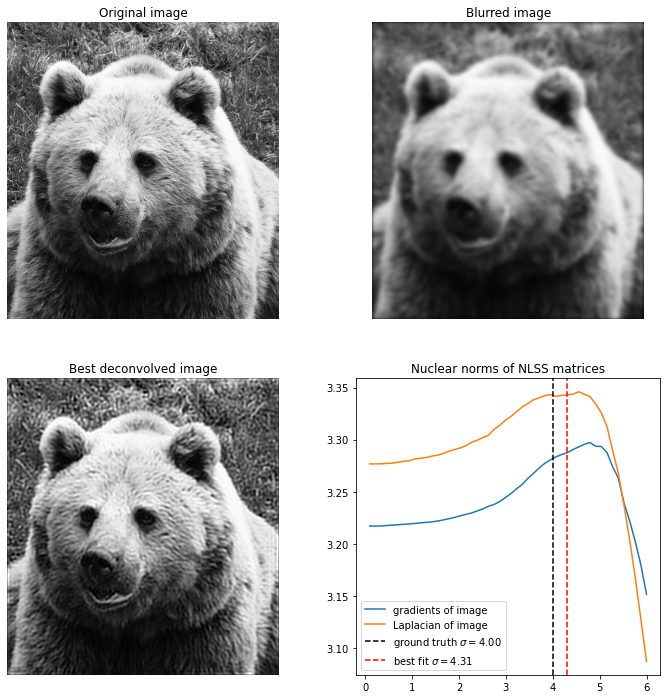 Original image
Blurred image
Best deconvolved image
Nuclear norms of NLSS matrices
3.35
3.30
3.25
3.20
3.15
3.10
gradients of image
Laplacian of image
ground truth σ = 4.00
best fit σ = 4.31
0 1 2 3 4 5 6